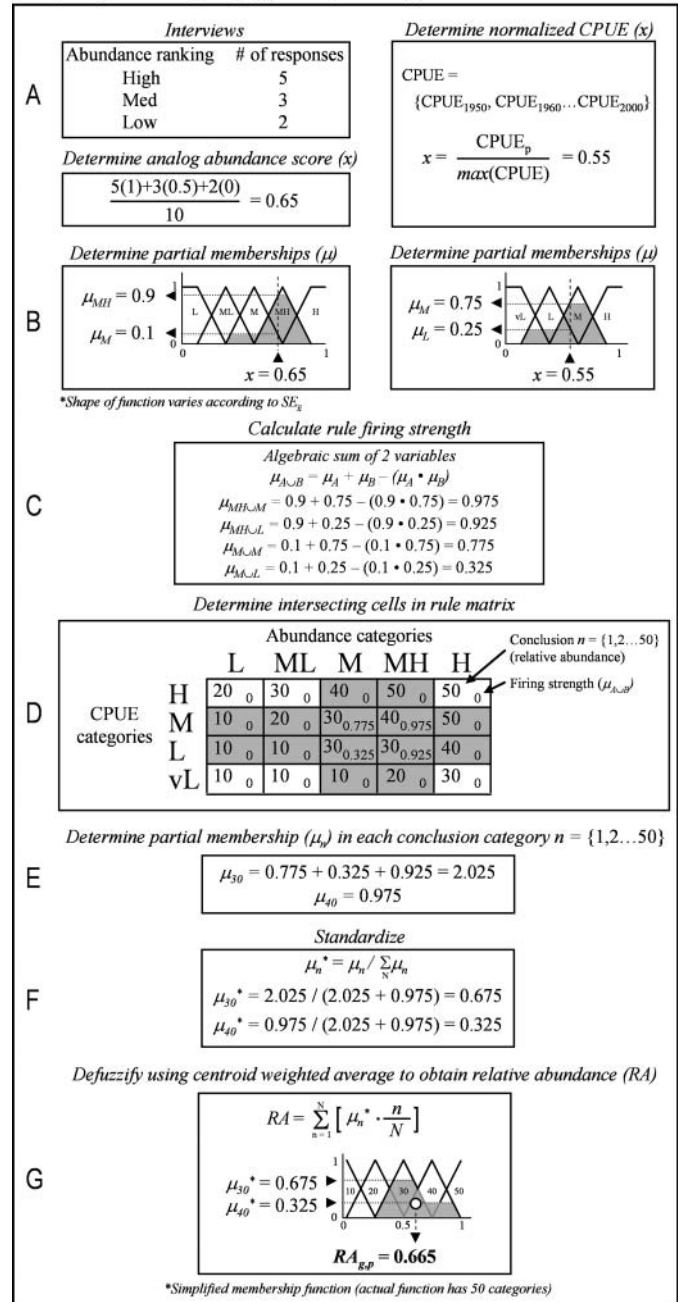 Interviews
Abundance ranking # of responses
High 5
Med 3
Low 2
A
Determine analog abundance score (x)
5(1)+3(0.5)+2(0)
10
= 0.65
Determine normalized CPUE (x)
CPUE =
{CPUE1950, CPUE1960...CPUE2000}
x = CPUEp / max(CPUE) = 0.55
Determine partial memberships (μ)
B
μMH = 0.9
μM = 0.1
1
0
L ML M MH H
0 1
x = 0.65
*Shape of function varies according to SEg
Determine partial memberships (μ)
μM = 0.75
μL = 0.25
1
0
vL L M H
0 1
x = 0.55
Calculate rule firing strength
C
Algebraic sum of 2 variables
μA∪B = μA + μB – (μA • μB)
μMH∪M = 0.9 + 0.75 – (0.9 • 0.75) = 0.975
μMH∪L = 0.9 + 0.25 – (0.9 • 0.25) = 0.925
μM∪M = 0.1 + 0.75 – (0.1 • 0.75) = 0.775
μM∪L = 0.1 + 0.25 – (0.1 • 0.25) = 0.325
Determine intersecting cells in rule matrix
D
Abundance categories
L ML M MH H
CPUE categories
H 20 0 30 0 40 0 50 0 50 0
M 10 0 20 0 30 0.775 40 0.975 50 0
L 10 0 10 0 30 0.325 30 0.925 40 0
vL 10 0 10 0 10 0 20 0 30 0
Conclusion n = {1,2...50}
(relative abundance)
Firing strength (μA∪B)
Determine partial membership (μn) in each conclusion category n = {1,2...50}
E
μ30 = 0.775 + 0.325 + 0.925 = 2.025
μ40 = 0.975
Standardize
F
μn* = μn / ΣN μn
μ30* = 2.025 / (2.025 + 0.975) = 0.675
μ40* = 0.975 / (2.025 + 0.975) = 0.325
Defuzzify using centroid weighted average to obtain relative abundance (RA)
G
RA = Σ n = 1 N [ μn* · n/N ]
μ30* = 0.675
μ40* = 0.325
1
0
10 20 30 40 50
0 0.5 1
RAg,p = 0.665
*Simplified membership function (actual function has 50 categories)